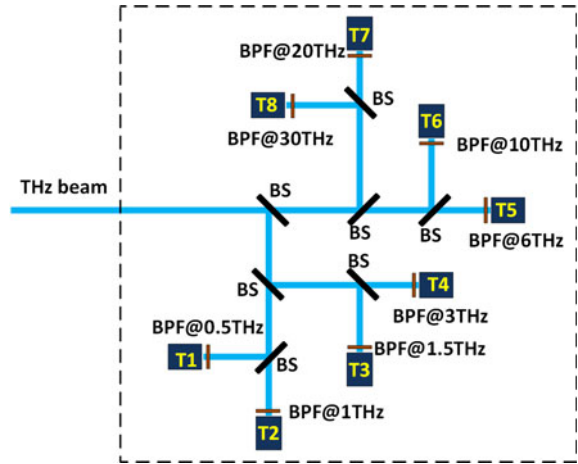 T7
BPF@20THz
T8
BS
T6
BPF@30THz
BPF@10THz
THz beam
BS
T5
BS
BS
BPF@6THz
BS
BS
T4
BPF@0.5THz
BPF@3THz
T1
BS
BPF@1.5THz
T3
BPF@1THz
T2